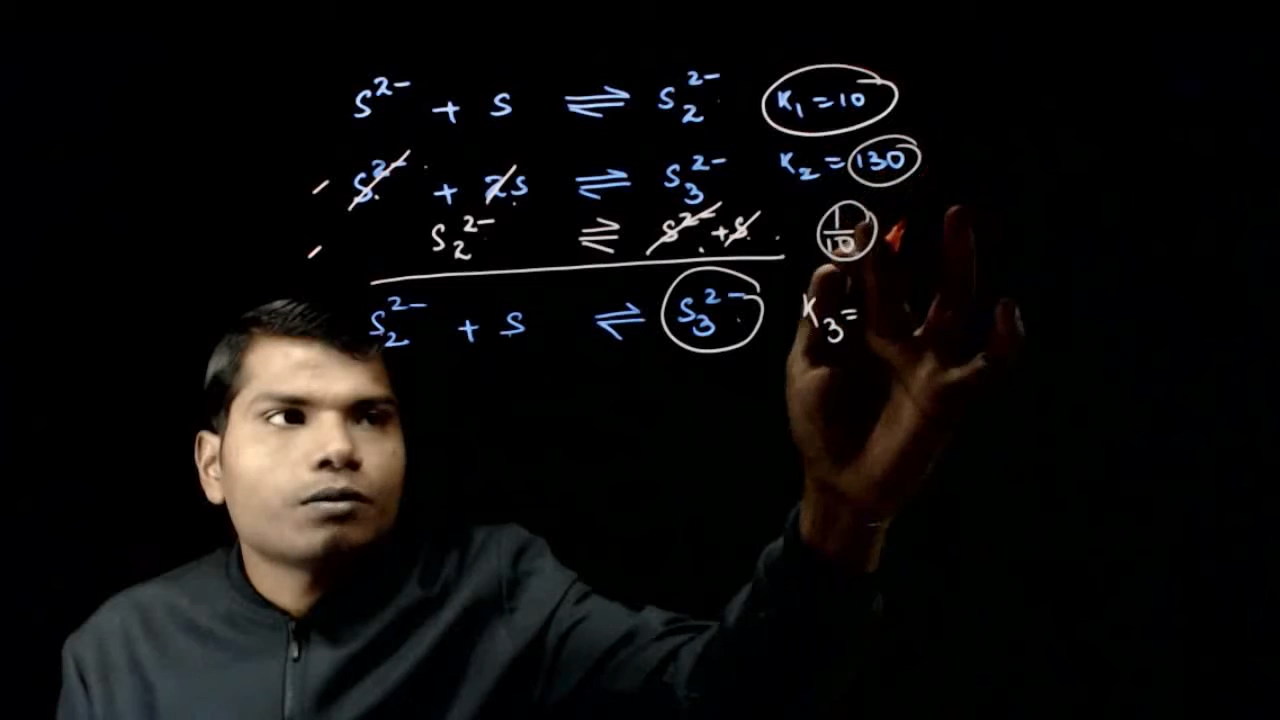 S²⁻ + S ⇌ S₂²⁻ K₁ = 10
S²⁻ + 2S ⇌ S₃²⁻ K₂ = 130
S₂²⁻ ⇌ S²⁻ + S 1/10
S₂²⁻ + S ⇌ S₃²⁻ K₃ =